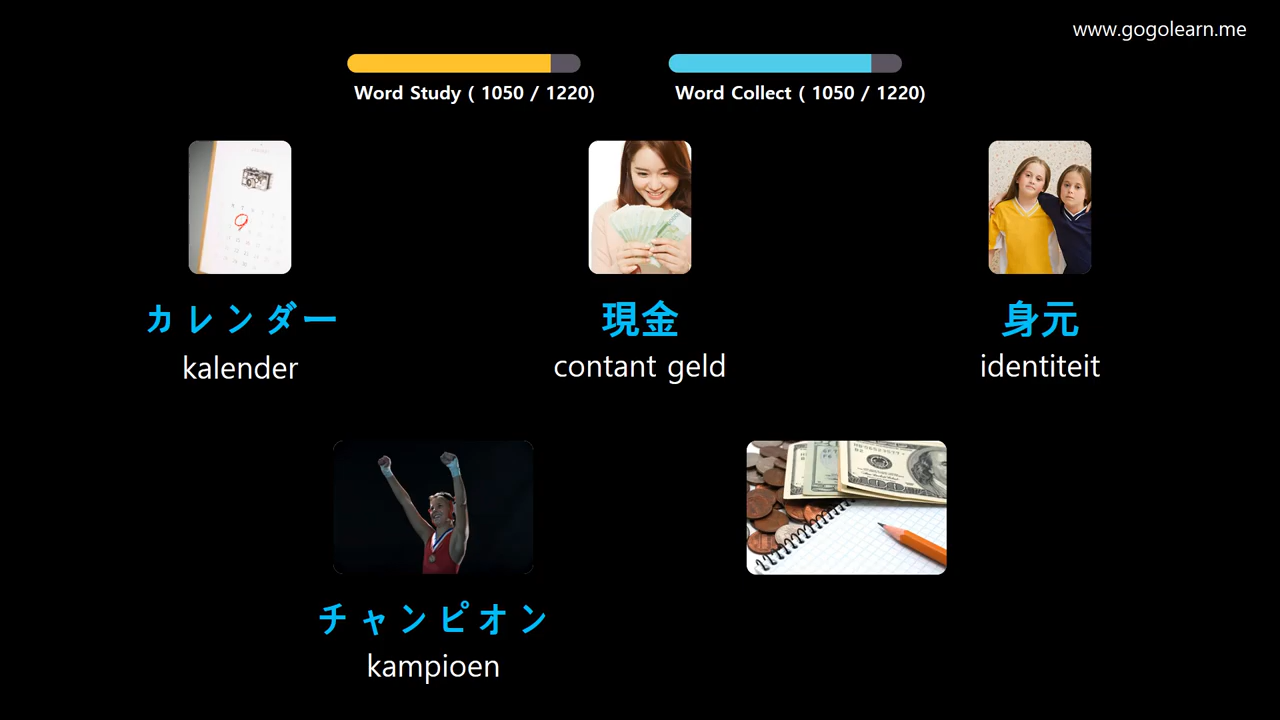 www.gogolearn.me
Word Study ( 1050 / 1220)
Word Collect ( 1050 / 1220)
カレンダー
kalender
現金
contant geld
身元
identiteit
チャンピオン
kampioen